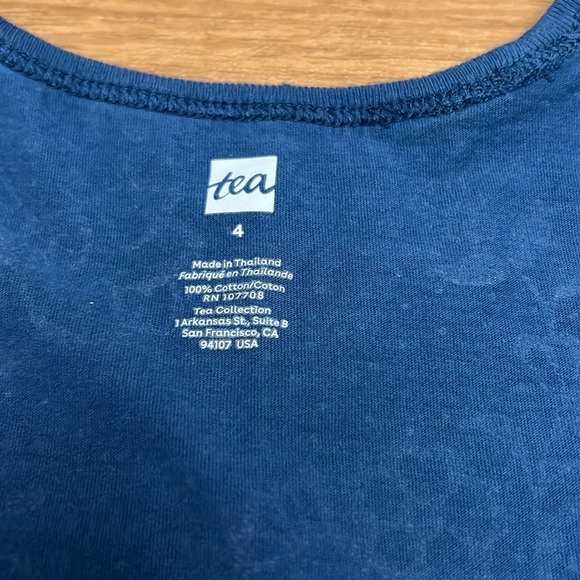 tea
4
Made in Thailand
Fabriqué en Thaïlande
100% Cotton/Coton
RN 107708
Tea Collection
1 Arkansas St., Suite B
San Francisco, CA
94107 USA